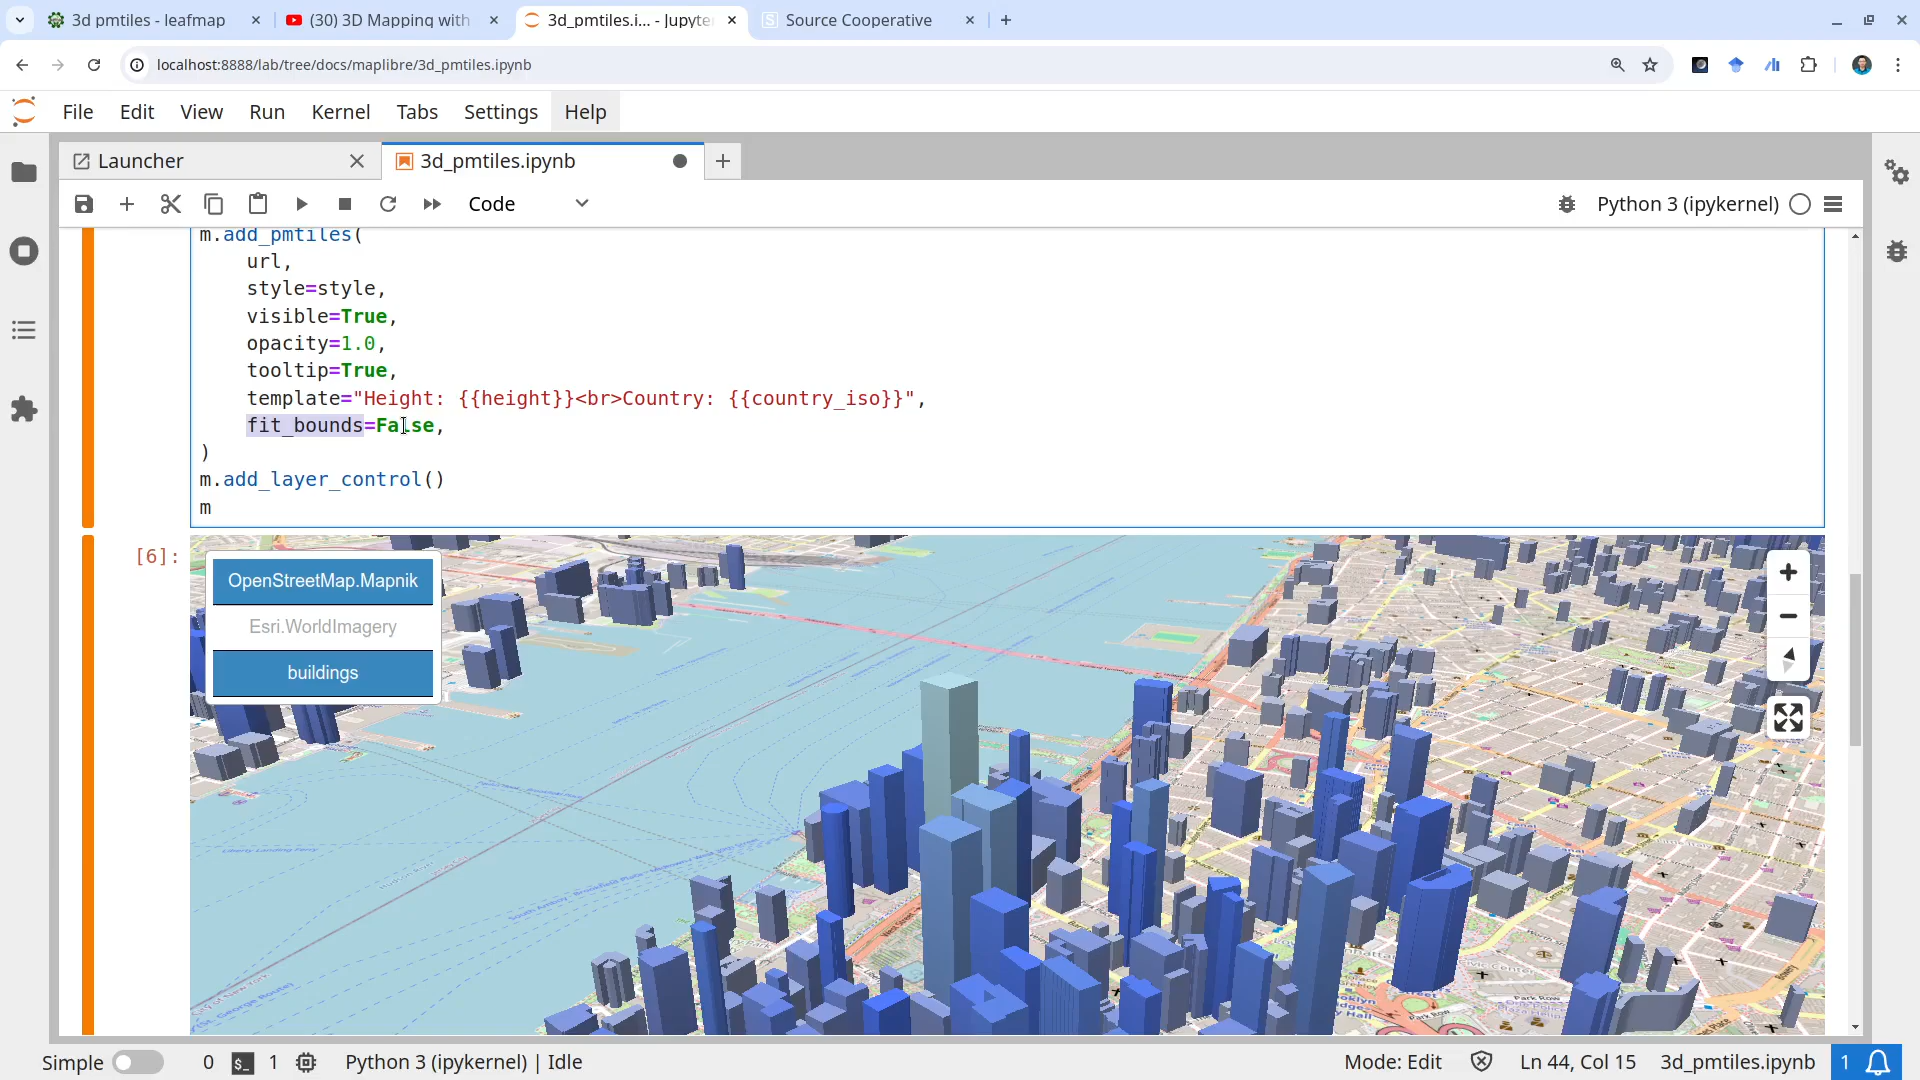 3d pmtiles - leafmap
(30) 3D Mapping with
3d_pmtiles.i... - Jupyte
Source Cooperative
localhost:8888/lab/tree/docs/maplibre/3d_pmtiles.ipynb
File Edit View Run Kernel Tabs Settings Help
Launcher
3d_pmtiles.ipynb
Code
Python 3 (ipykernel)
m.add_pmtiles(
url,
style=style,
visible=True,
opacity=1.0,
tooltip=True,
template="Height: {{height}}<br>Country: {{country_iso}}",
fit_bounds=False,
)
m.add_layer_control()
m
[6]:
OpenStreetMap.Mapnik
Esri.WorldImagery
buildings
Park Row
Bowery
Simple
0
1
Python 3 (ipykernel) | Idle
Mode: Edit
Ln 44, Col 15
3d_pmtiles.ipynb
1